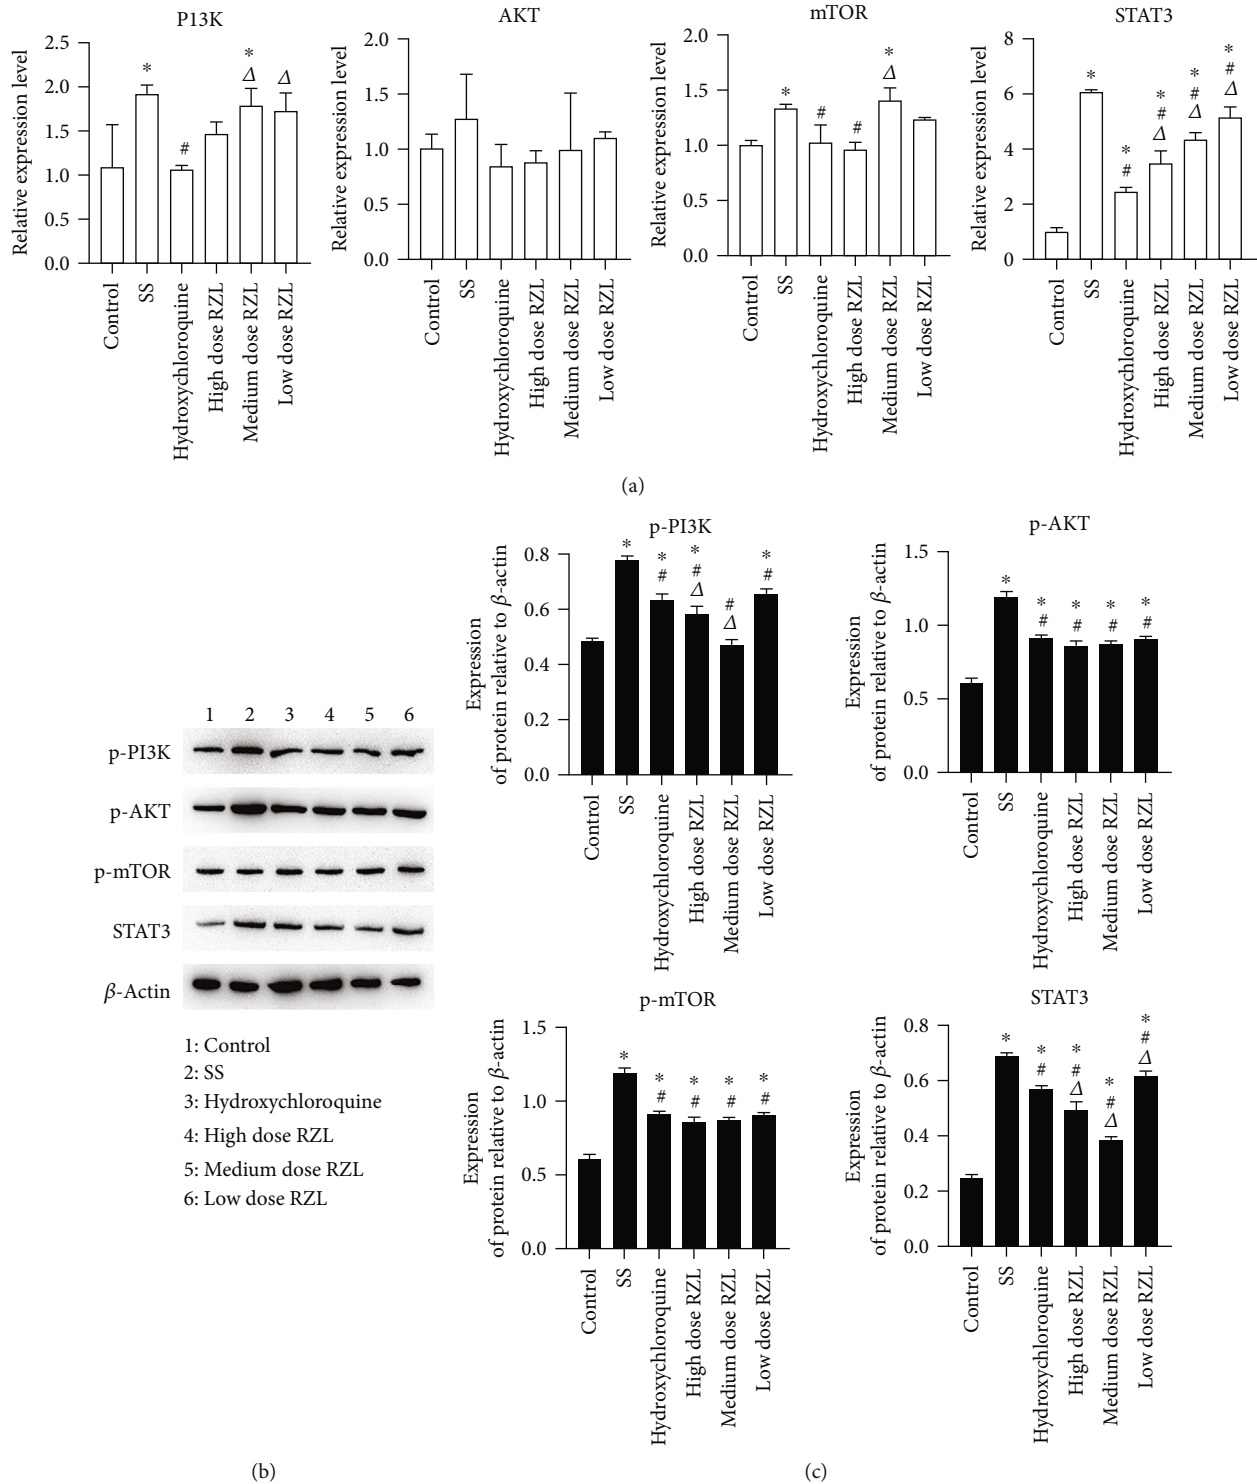 P13K
Relative expression level
2.5
2.0
1.5
1.0
0.5
0.0
*
#
*
Δ
Δ
Control
SS
Hydroxychloroquine
High dose RZL
Medium dose RZL
Low dose RZL
AKT
Relative expression level
2.0
1.5
1.0
0.5
0.0
Control
SS
Hydroxychloroquine
High dose RZL
Medium dose RZL
Low dose RZL
mTOR
Relative expression level
2.0
1.5
1.0
0.5
0.0
*
#
#
*
Δ
Control
SS
Hydroxychloroquine
High dose RZL
Medium dose RZL
Low dose RZL
STAT3
Relative expression level
8
6
4
2
0
*
*
#
*
#
Δ
*
#
Δ
*
#
Δ
Control
SS
Hydroxychloroquine
High dose RZL
Medium dose RZL
Low dose RZL
(a)
1 2 3 4 5 6
p-PI3K
p-AKT
p-mTOR
STAT3
β-Actin
1: Control
2: SS
3: Hydroxychloroquine
4: High dose RZL
5: Medium dose RZL
6: Low dose RZL
(b)
p-PI3K
Expression
of protein relative to β-actin
0.8
0.6
0.4
0.2
0.0
*
*
#
*
#
Δ
#
Δ
*
#
Control
SS
Hydroxychloroquine
High dose RZL
Medium dose RZL
Low dose RZL
p-AKT
Expression
of protein relative to β-actin
1.5
1.0
0.5
0.0
*
*
#
*
#
*
#
*
#
Control
SS
Hydroxychloroquine
High dose RZL
Medium dose RZL
Low dose RZL
p-mTOR
Expression
of protein relative to β-actin
1.5
1.0
0.5
0.0
*
*
#
*
#
*
#
*
#
Control
SS
Hydroxychloroquine
High dose RZL
Medium dose RZL
Low dose RZL
STAT3
Expression
of protein relative to β-actin
0.8
0.6
0.4
0.2
0.0
*
*
#
*
#
Δ
*
#
Δ
*
#
Δ
Control
SS
Hydroxychloroquine
High dose RZL
Medium dose RZL
Low dose RZL
(c)